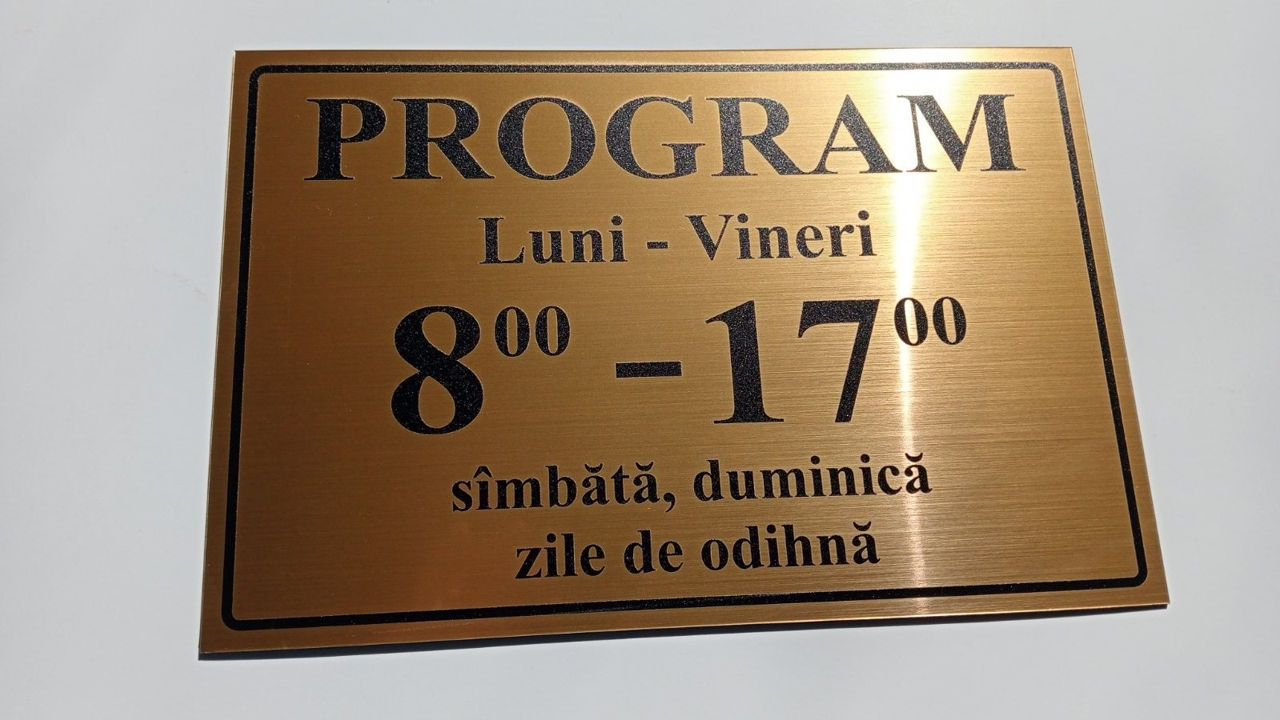 PROGRAM
Luni - Vineri
8⁰⁰ – 17⁰⁰
sîmbătă, duminică
zile de odihnă